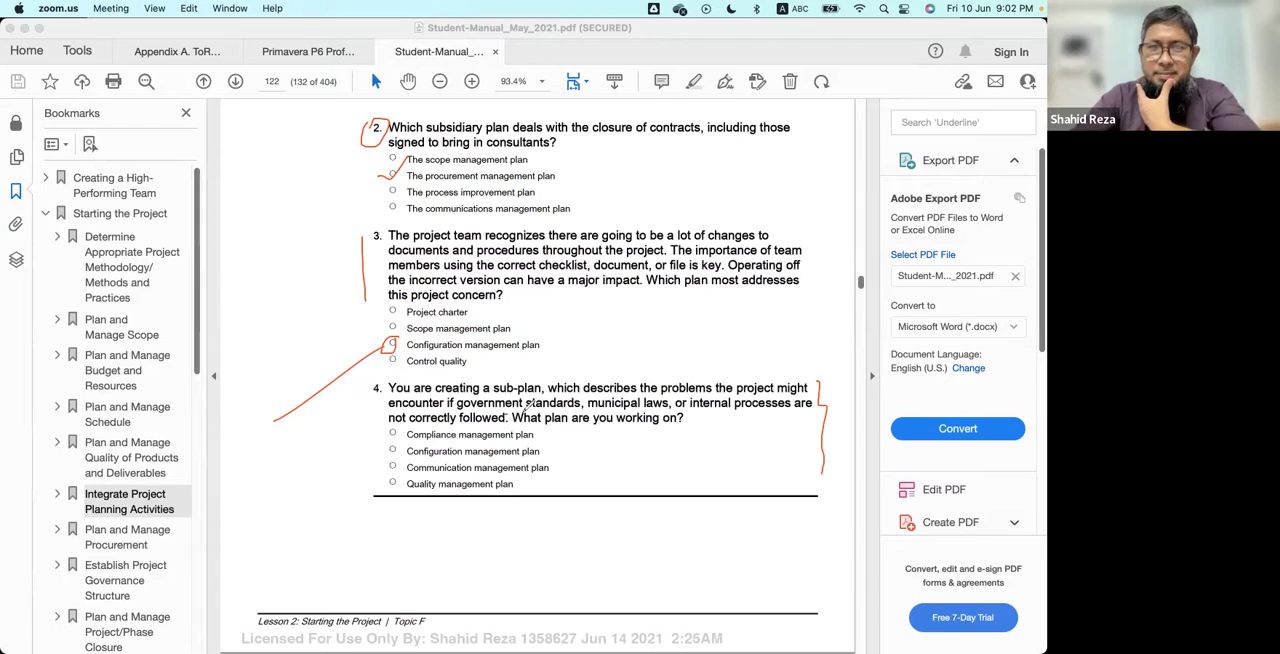 zoom.us Meeting View Edit Window Help ABC Fri 10 Jun 9:02 PM
Student-Manual_May_2021.pdf (SECURED)
Home Tools Appendix A. ToR... Primavera P6 Prof... Student-Manual_... Sign In
122 (132 of 404) 93.4%
Bookmarks
Creating a High-
Performing Team
Starting the Project
Determine
Appropriate Project
Methodology/
Methods and
Practices
Plan and
Manage Scope
Plan and Manage
Budget and
Resources
Plan and Manage
Schedule
Plan and Manage
Quality of Products
and Deliverables
Integrate Project
Planning Activities
Plan and Manage
Procurement
Establish Project
Governance
Structure
Plan and Manage
Project/Phase
Closure
2. Which subsidiary plan deals with the closure of contracts, including those
signed to bring in consultants?
The scope management plan
The procurement management plan
The process improvement plan
The communications management plan
3. The project team recognizes there are going to be a lot of changes to
documents and procedures throughout the project. The importance of team
members using the correct checklist, document, or file is key. Operating off
the incorrect version can have a major impact. Which plan most addresses
this project concern?
Project charter
Scope management plan
Configuration management plan
Control quality
4. You are creating a sub-plan, which describes the problems the project might
encounter if government standards, municipal laws, or internal processes are
not correctly followed. What plan are you working on?
Compliance management plan
Configuration management plan
Communication management plan
Quality management plan
Lesson 2: Starting the Project | Topic F
Licensed For Use Only By: Shahid Reza 1358627 Jun 14 2021 2:25AM
Search 'Underline'
Export PDF
Adobe Export PDF
Convert PDF Files to Word
or Excel Online
Select PDF File
Student-M..._2021.pdf
Convert to
Microsoft Word (*.docx)
Document Language:
English (U.S.) Change
Convert
Edit PDF
Create PDF
Convert, edit and e-sign PDF
forms & agreements
Free 7-Day Trial
Shahid Reza